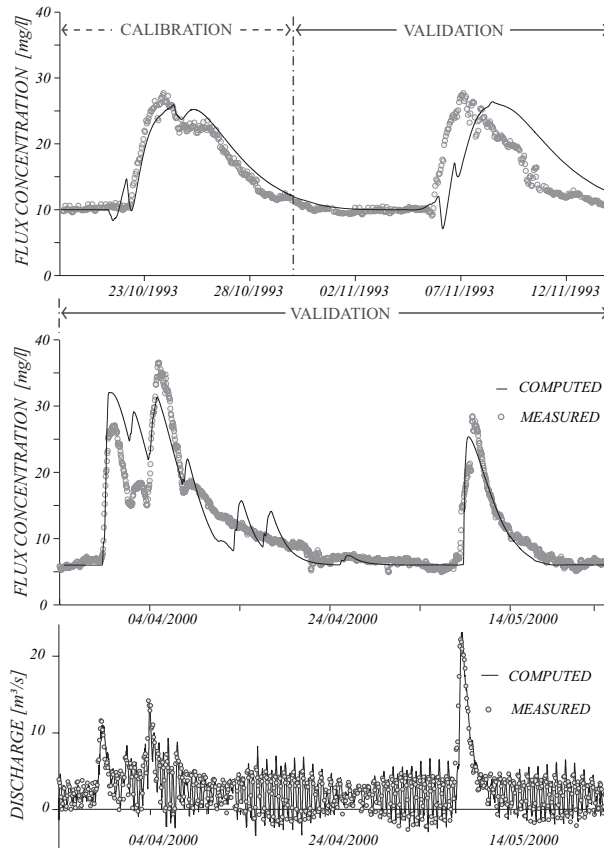 CALIBRATION VALIDATION
FLUX CONCENTRATION [mg/l]
40
30
20
10
0
23/10/1993 28/10/1993 02/11/1993 07/11/1993 12/11/1993
VALIDATION
FLUX CONCENTRATION [mg/l]
40
30
20
10
0
COMPUTED
MEASURED
04/04/2000 24/04/2000 14/05/2000
DISCHARGE [m³/s]
20
10
0
COMPUTED
MEASURED
04/04/2000 24/04/2000 14/05/2000